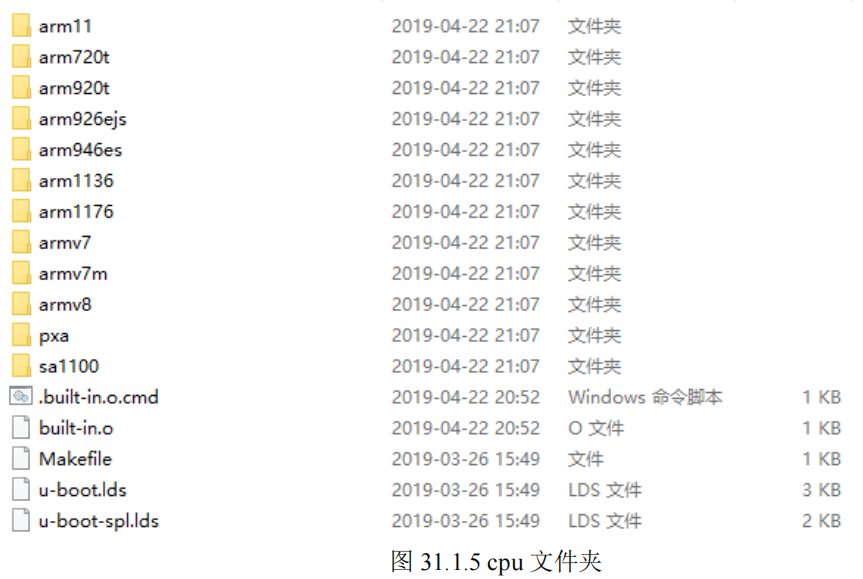 arm11 2019-04-22 21:07 文件夹
arm720t 2019-04-22 21:07 文件夹
arm920t 2019-04-22 21:07 文件夹
arm926ejs 2019-04-22 21:07 文件夹
arm946es 2019-04-22 21:07 文件夹
arm1136 2019-04-22 21:07 文件夹
arm1176 2019-04-22 21:07 文件夹
armv7 2019-04-22 21:07 文件夹
armv7m 2019-04-22 21:07 文件夹
armv8 2019-04-22 21:07 文件夹
pxa 2019-04-22 21:07 文件夹
sa1100 2019-04-22 21:07 文件夹
.built-in.o.cmd 2019-04-22 20:52 Windows 命令脚本 1 KB
built-in.o 2019-04-22 20:52 O 文件 1 KB
Makefile 2019-03-26 15:49 文件 1 KB
u-boot.lds 2019-03-26 15:49 LDS 文件 3 KB
u-boot-spl.lds 2019-03-26 15:49 LDS 文件 2 KB
图 31.1.5 cpu 文件夹